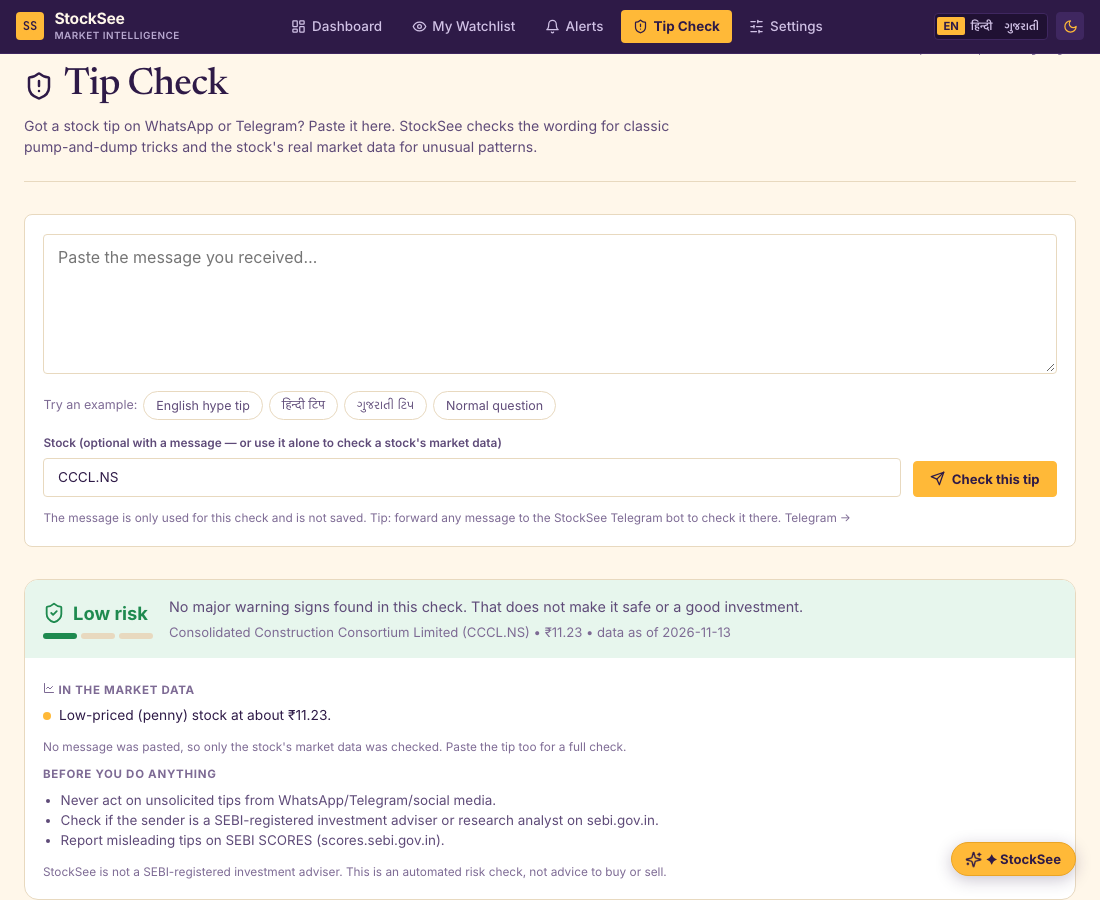 SS
StockSee
MARKET INTELLIGENCE
Dashboard
My Watchlist
Alerts
Tip Check
Settings
EN हिन्दी ગુજરાતી
Tip Check
Got a stock tip on WhatsApp or Telegram? Paste it here. StockSee checks the wording for classic
pump-and-dump tricks and the stock's real market data for unusual patterns.
Paste the message you received...
Try an example: English hype tip हिन्दी टिप ગુજરાતી ટિપ Normal question
Stock (optional with a message — or use it alone to check a stock's market data)
CCCL.NS
Check this tip
The message is only used for this check and is not saved. Tip: forward any message to the StockSee Telegram bot to check it there. Telegram →
Low risk
No major warning signs found in this check. That does not make it safe or a good investment.
Consolidated Construction Consortium Limited (CCCL.NS) • ₹11.23 • data as of 2026-11-13
IN THE MARKET DATA
Low-priced (penny) stock at about ₹11.23.
No message was pasted, so only the stock's market data was checked. Paste the tip too for a full check.
BEFORE YOU DO ANYTHING
• Never act on unsolicited tips from WhatsApp/Telegram/social media.
• Check if the sender is a SEBI-registered investment adviser or research analyst on sebi.gov.in.
• Report misleading tips on SEBI SCORES (scores.sebi.gov.in).
StockSee is not a SEBI-registered investment adviser. This is an automated risk check, not advice to buy or sell.
✦ StockSee